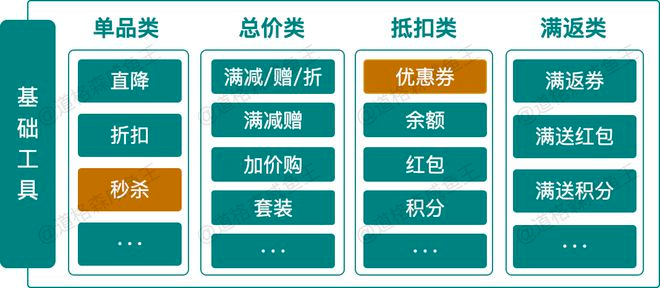 基础工具
单品类
直降
折扣
秒杀
...
总价类
满减/赠/折
满减赠
加价购
套装
...
抵扣类
优惠券
余额
红包
积分
...
满返类
满返券
满送红包
满送积分
...